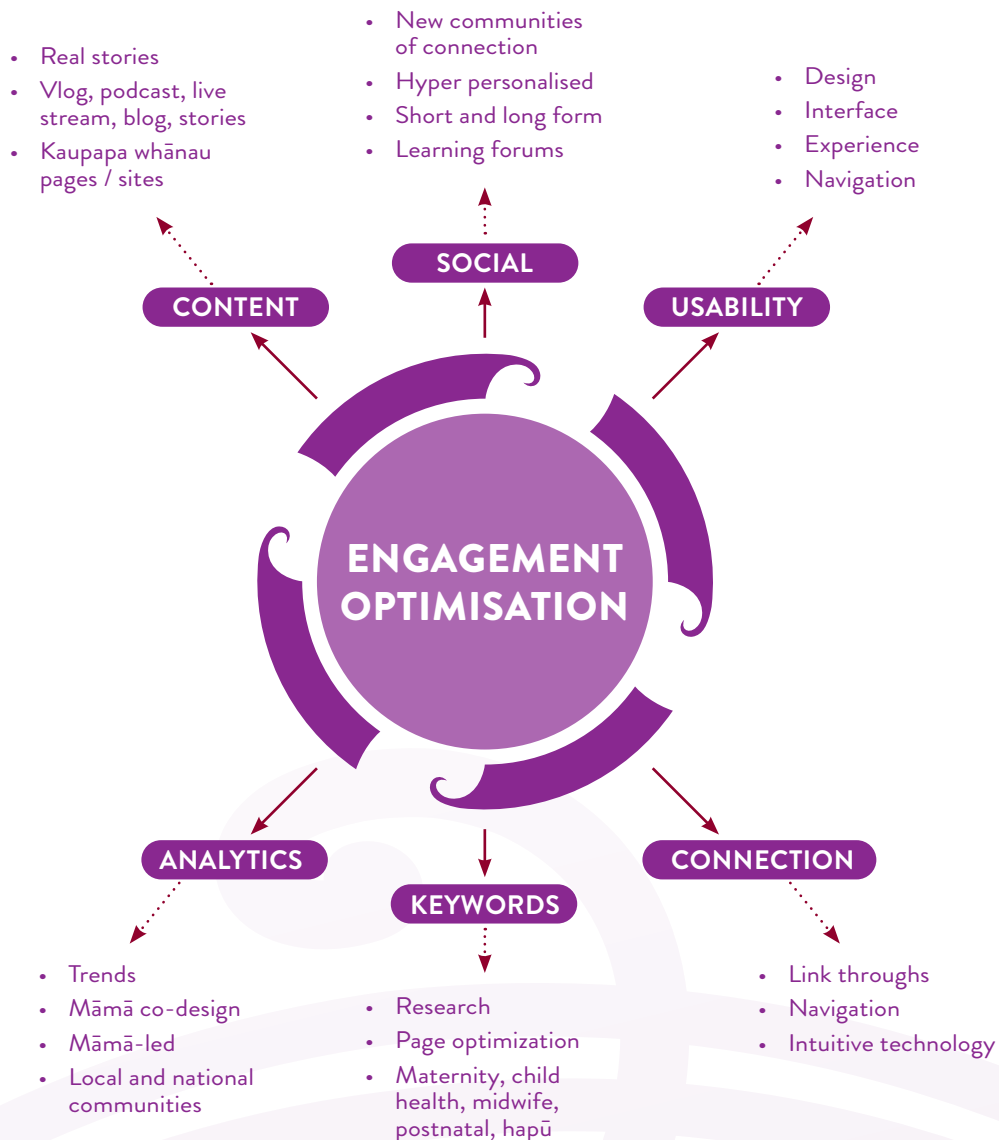 • Real stories
• Vlog, podcast, live
stream, blog, stories
• Kaupapa whānau
pages / sites
CONTENT
• New communities
of connection
• Hyper personalised
• Short and long form
• Learning forums
SOCIAL
• Design
• Interface
• Experience
• Navigation
USABILITY
ENGAGEMENT
OPTIMISATION
ANALYTICS
• Trends
• Māmā co-design
• Māmā-led
• Local and national
communities
KEYWORDS
• Research
• Page optimization
• Maternity, child
health, midwife,
postnatal, hapū
CONNECTION
• Link throughs
• Navigation
• Intuitive technology